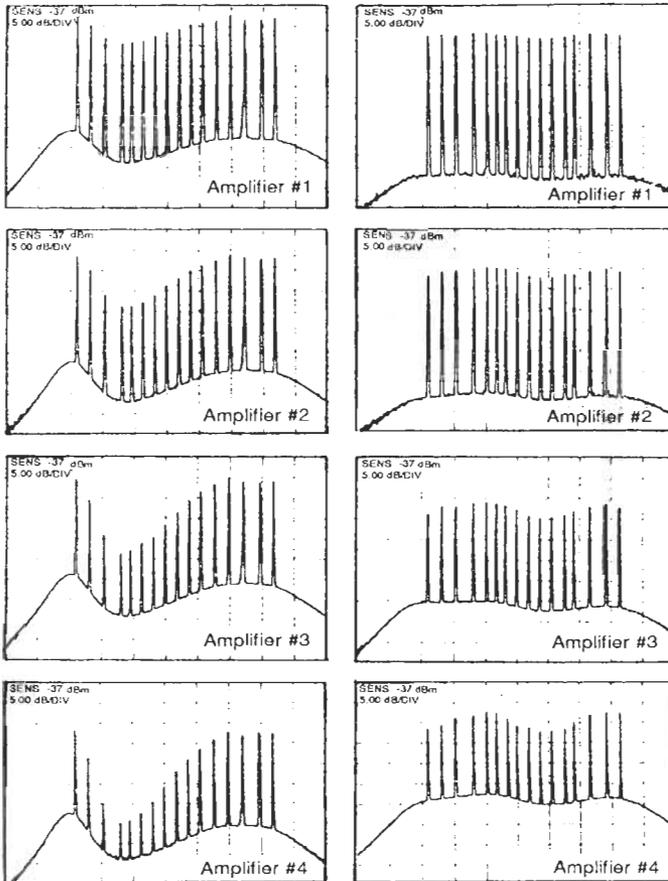 SENS -37 dBm
5.00 dB/DIV
Amplifier #1
SENS -37 dBm
5.00 dB/DIV
Amplifier #1
SENS -37 dBm
5.00 dB/DIV
Amplifier #2
SENS -37 dBm
5.00 dB/DIV
Amplifier #2
SENS -37 dBm
5.00 dB/DIV
Amplifier #3
SENS -37 dBm
5.00 dB/DIV
Amplifier #3
SENS -37 dBm
5.00 dB/DIV
Amplifier #4
SENS -37 dBm
5.00 dB/DIV
Amplifier #4